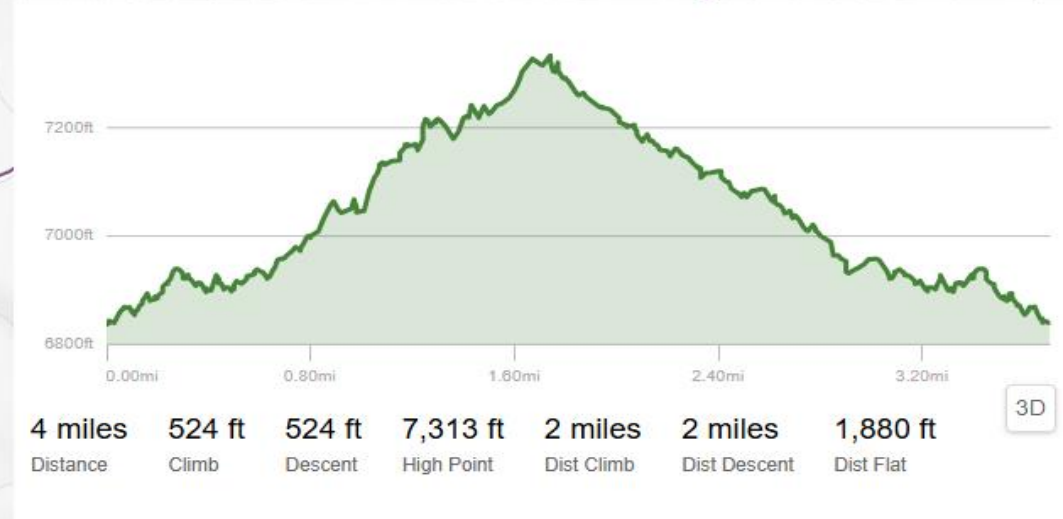 7200ft
7000ft
6800ft
0.00mi 0.80mi 1.60mi 2.40mi 3.20mi
3D
4 miles 524 ft 524 ft 7,313 ft 2 miles 2 miles 1,880 ft
Distance Climb Descent High Point Dist Climb Dist Descent Dist Flat